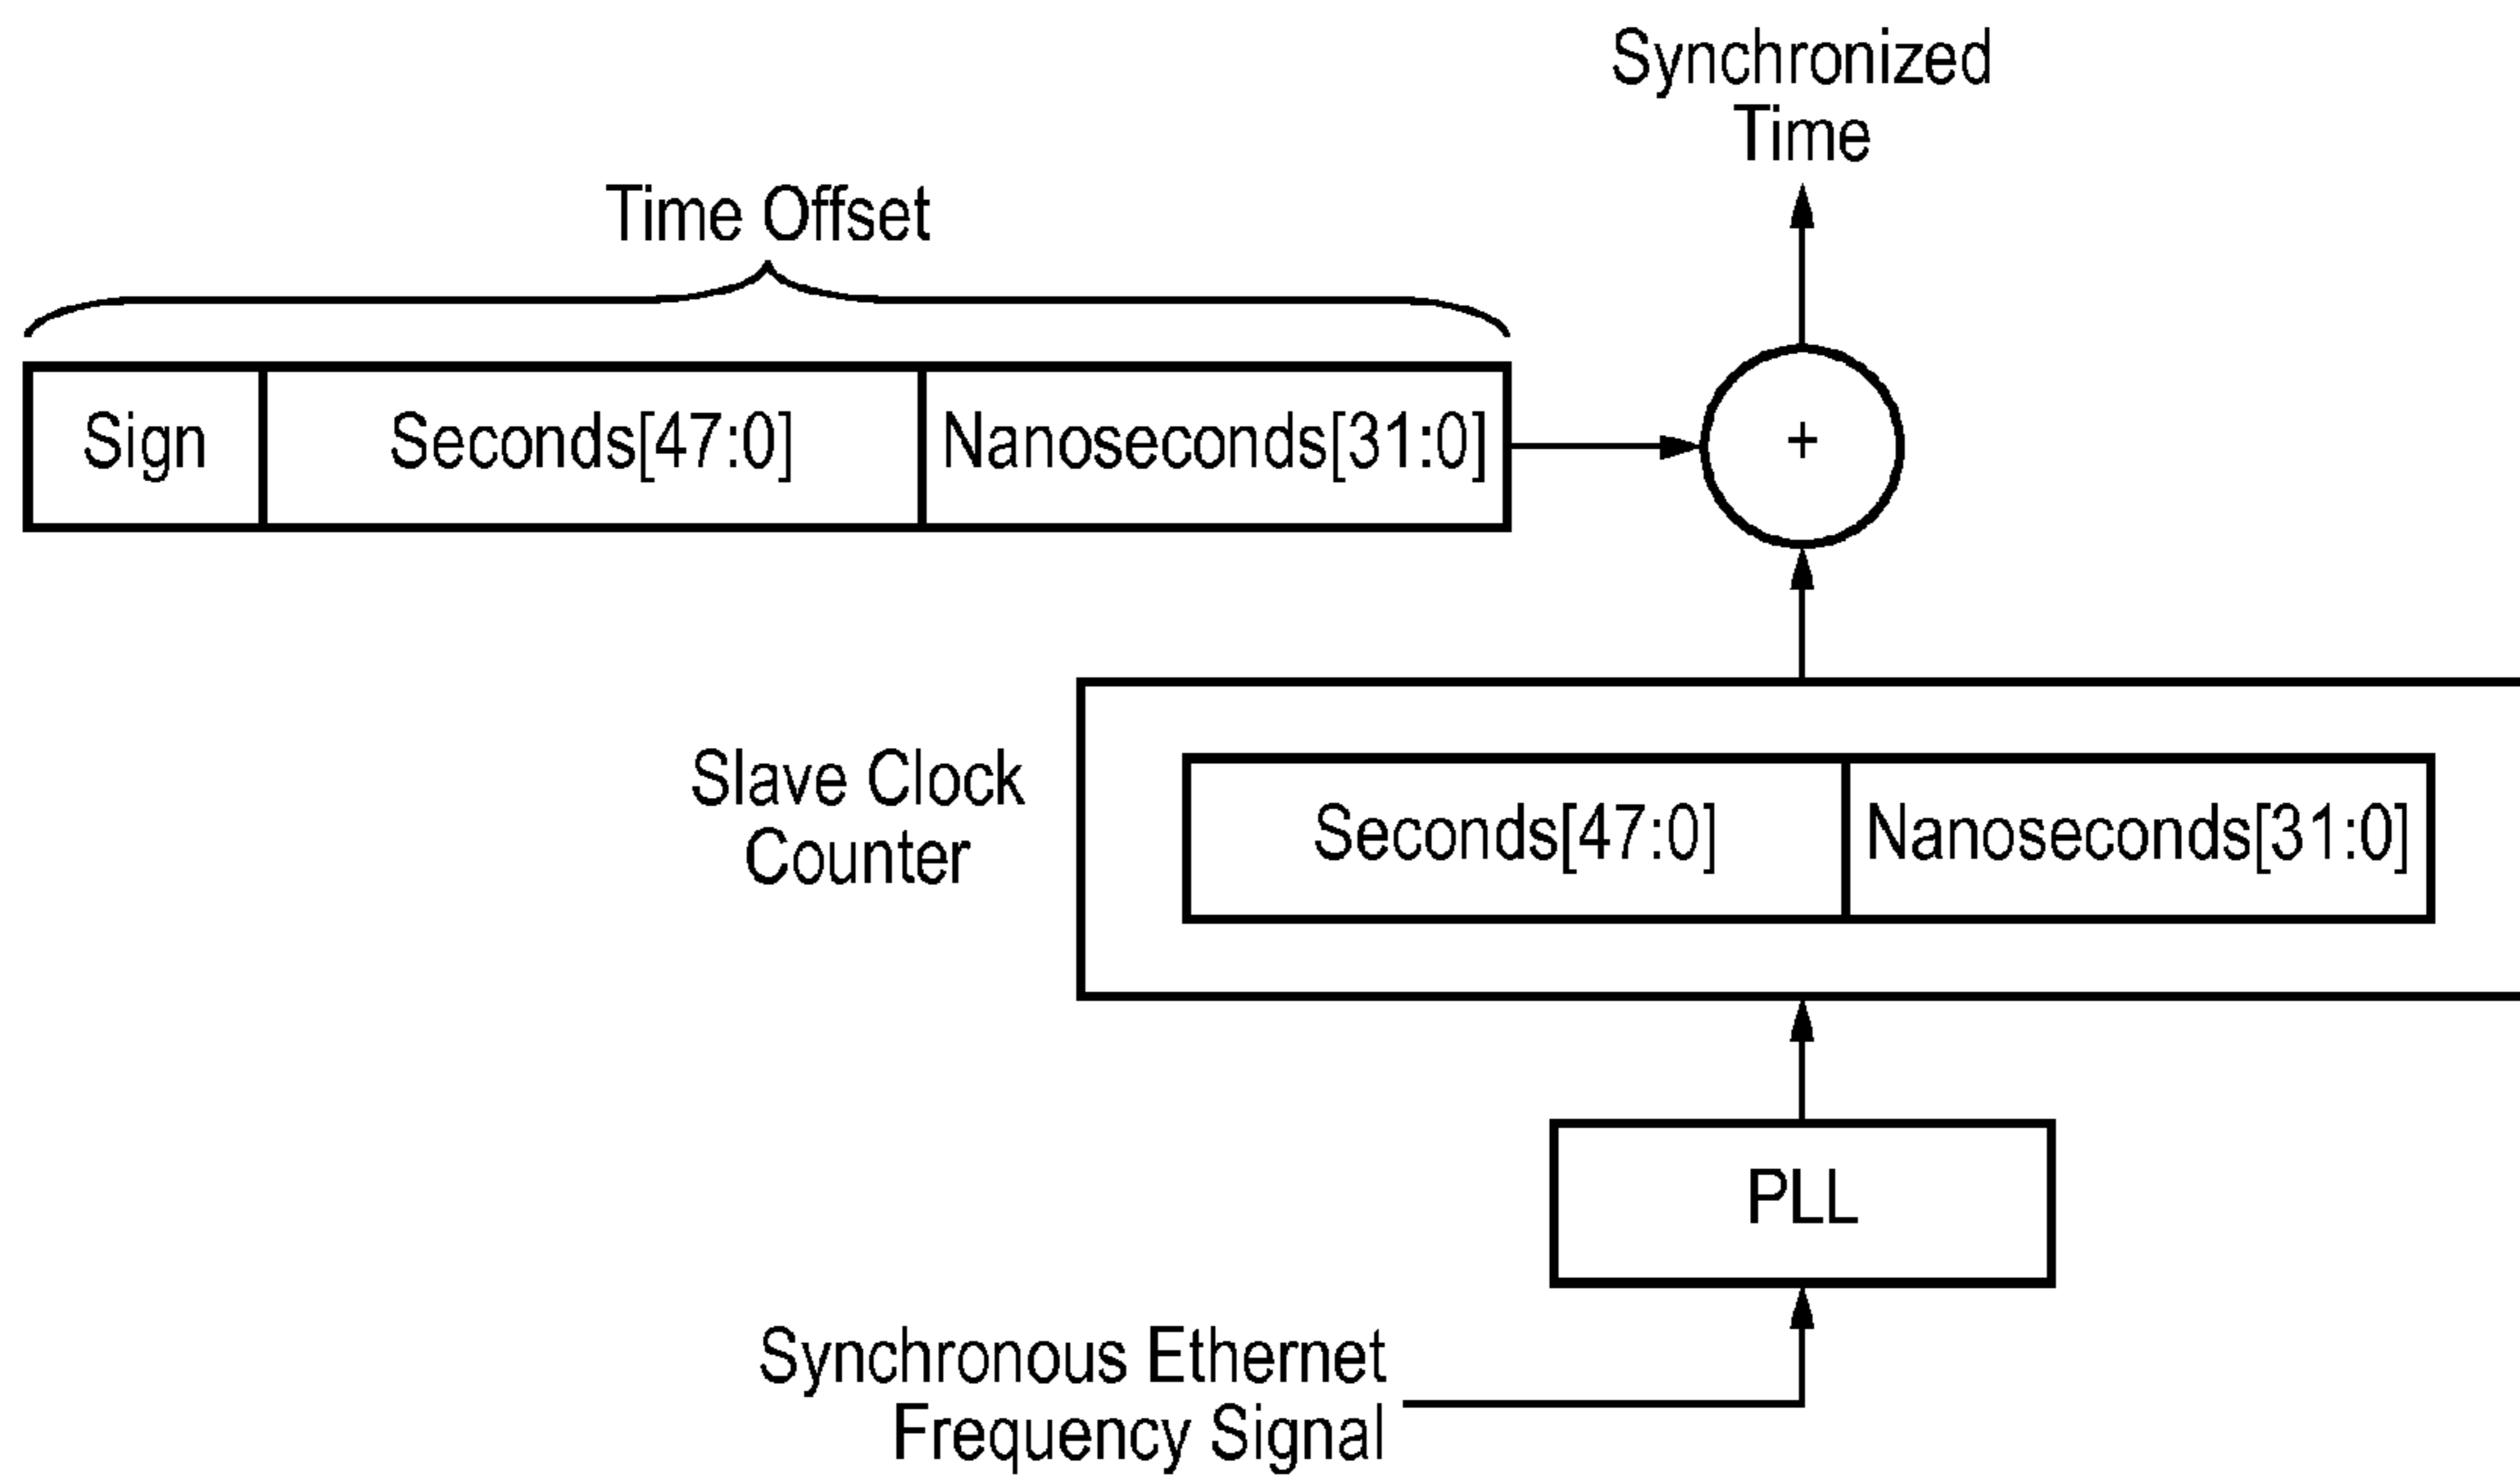 Synchronized
Time
Time Offset
Sign Seconds[47:0] Nanoseconds[31:0]
+
Slave Clock
Counter
Seconds[47:0] Nanoseconds[31:0]
PLL
Synchronous Ethernet
Frequency Signal